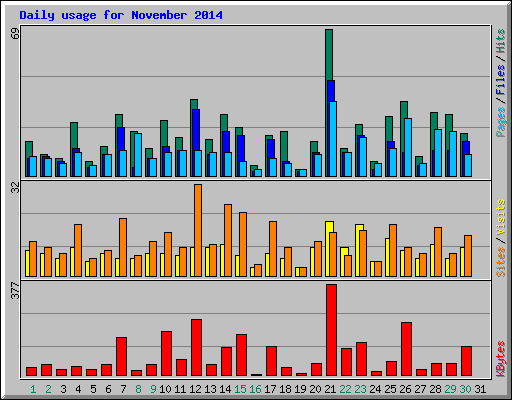 Daily usage for November 2014
69
Pages / Files / Hits
32
Sites / Visits
377
KBytes
1 2 3 4 5 6 7 8 9 10 11 12 13 14 15 16 17 18 19 20 21 22 23 24 25 26 27 28 29 30 31